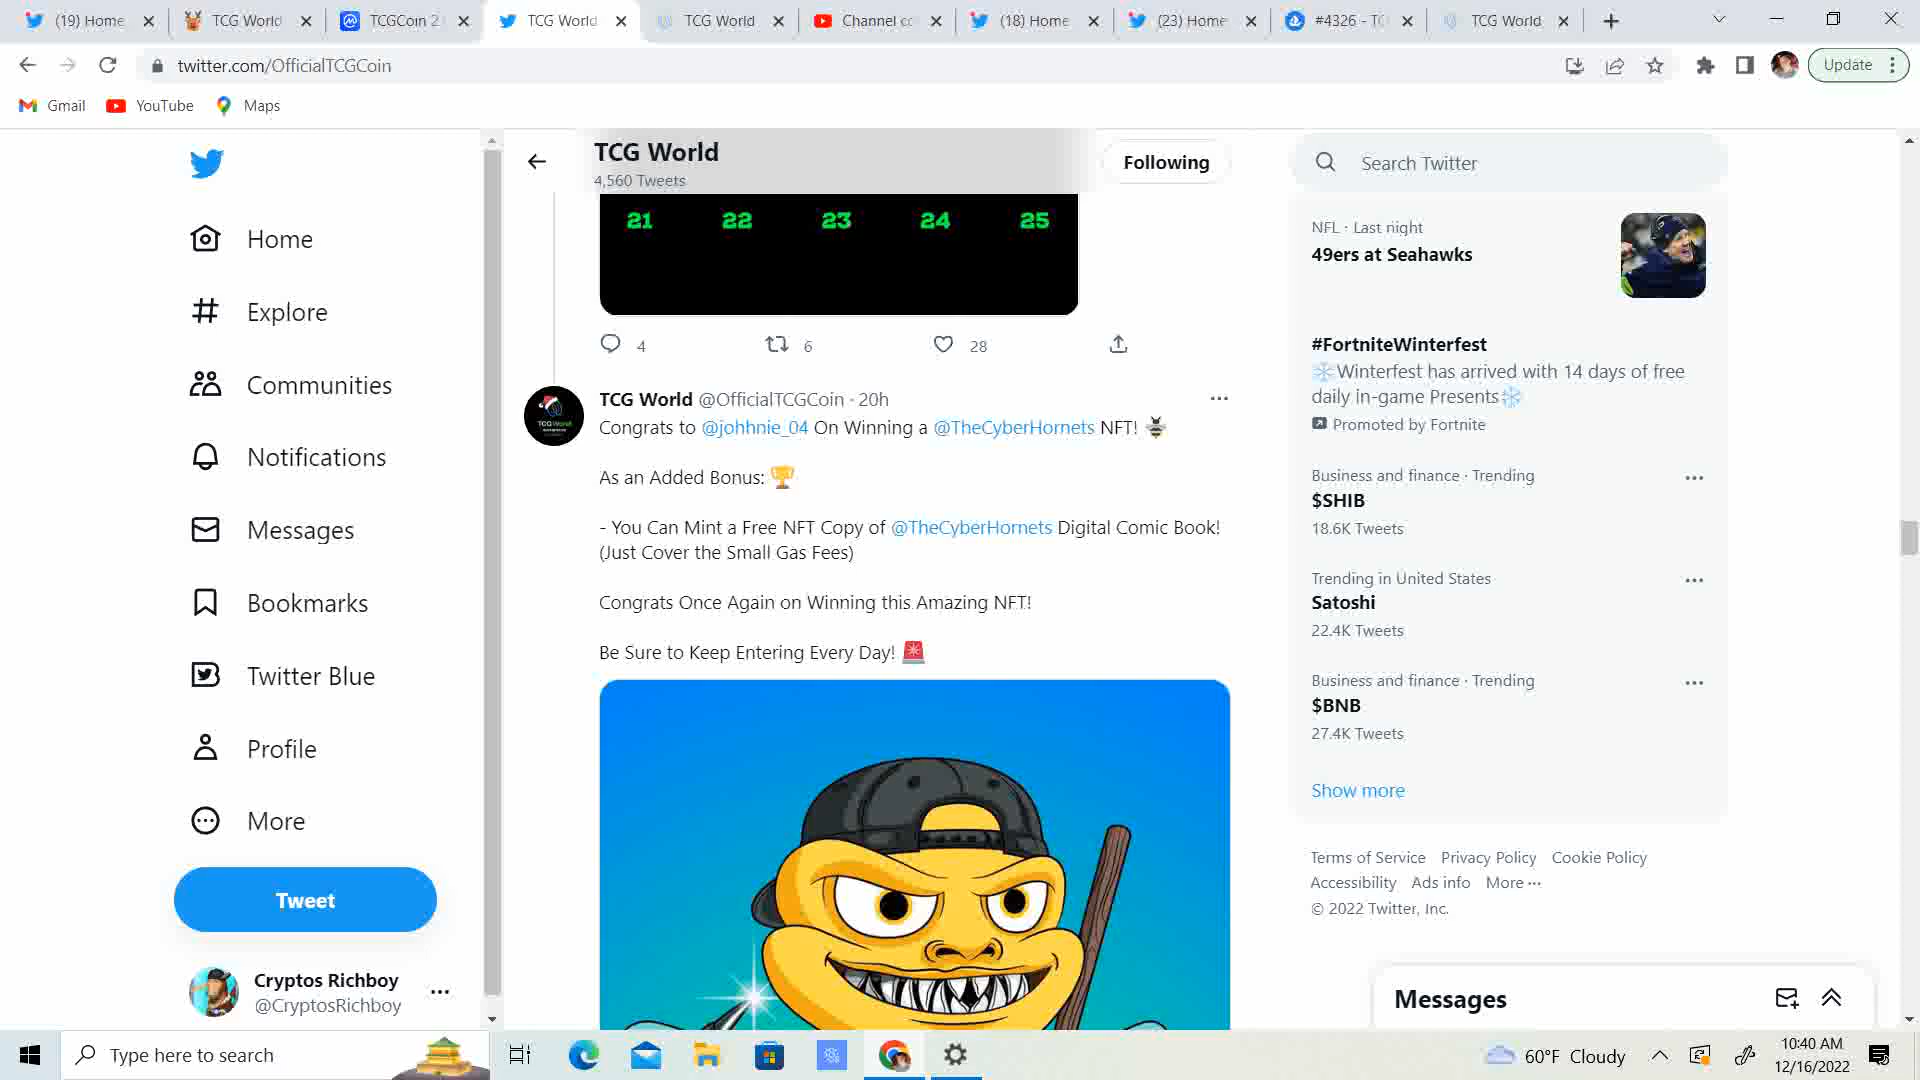 (19) Home
TCG World
TCGCoin 2
TCG World
TCG World
Channel co
(18) Home
(23) Home
#4326 - TC
TCG World
twitter.com/OfficialTCGCoin
Update
Gmail
YouTube
Maps
TCG World
4,560 Tweets
Following
Search Twitter
Home
Explore
Communities
Notifications
Messages
Bookmarks
Twitter Blue
Profile
More
Tweet
Cryptos Richboy
@CryptosRichboy
21 22 23 24 25
4 6 28
TCG World @OfficialTCGCoin · 20h
Congrats to @johhnie_04 On Winning a @TheCyberHornets NFT!
As an Added Bonus:
- You Can Mint a Free NFT Copy of @TheCyberHornets Digital Comic Book!
(Just Cover the Small Gas Fees)
Congrats Once Again on Winning this Amazing NFT!
Be Sure to Keep Entering Every Day!
NFL · Last night
49ers at Seahawks
#FortniteWinterfest
Winterfest has arrived with 14 days of free
daily in-game Presents
Promoted by Fortnite
Business and finance · Trending
$SHIB
18.6K Tweets
Trending in United States
Satoshi
22.4K Tweets
Business and finance · Trending
$BNB
27.4K Tweets
Show more
Terms of Service Privacy Policy Cookie Policy
Accessibility Ads info More
© 2022 Twitter, Inc.
Messages
Type here to search
60°F Cloudy
10:40 AM
12/16/2022